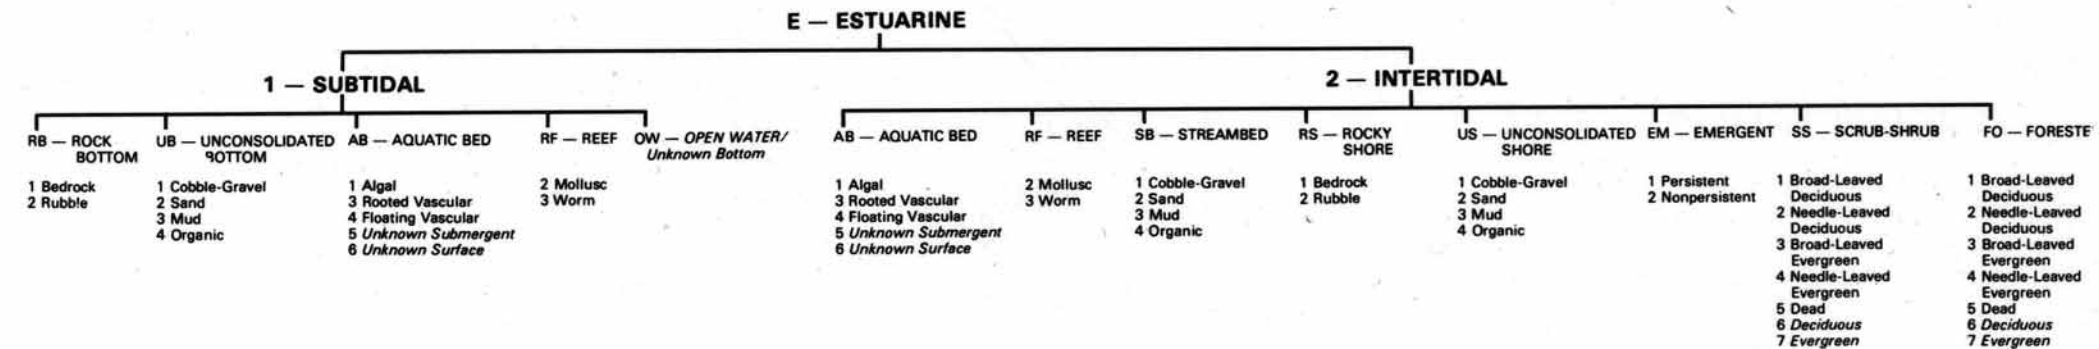 E — ESTUARINE
1 — SUBTIDAL
2 — INTERTIDAL
RB — ROCK
BOTTOM
1 Bedrock
2 Rubble
UB — UNCONSOLIDATED
BOTTOM
1 Cobble-Gravel
2 Sand
3 Mud
4 Organic
AB — AQUATIC BED
1 Algal
3 Rooted Vascular
4 Floating Vascular
5 Unknown Submergent
6 Unknown Surface
RF — REEF
2 Mollusc
3 Worm
OW — OPEN WATER/
Unknown Bottom
AB — AQUATIC BED
1 Algal
3 Rooted Vascular
4 Floating Vascular
5 Unknown Submergent
6 Unknown Surface
RF — REEF
2 Mollusc
3 Worm
SB — STREAMBED
1 Cobble-Gravel
2 Sand
3 Mud
4 Organic
RS — ROCKY
SHORE
1 Bedrock
2 Rubble
US — UNCONSOLIDATED
SHORE
1 Cobble-Gravel
2 Sand
3 Mud
4 Organic
EM — EMERGENT
1 Persistent
2 Nonpersistent
SS — SCRUB-SHRUB
1 Broad-Leaved
Deciduous
2 Needle-Leaved
Deciduous
3 Broad-Leaved
Evergreen
4 Needle-Leaved
Evergreen
5 Dead
6 Deciduous
7 Evergreen
FO — FORESTE
1 Broad-Leaved
Deciduous
2 Needle-Leaved
Deciduous
3 Broad-Leaved
Evergreen
4 Needle-Leaved
Evergreen
5 Dead
6 Deciduous
7 Evergreen